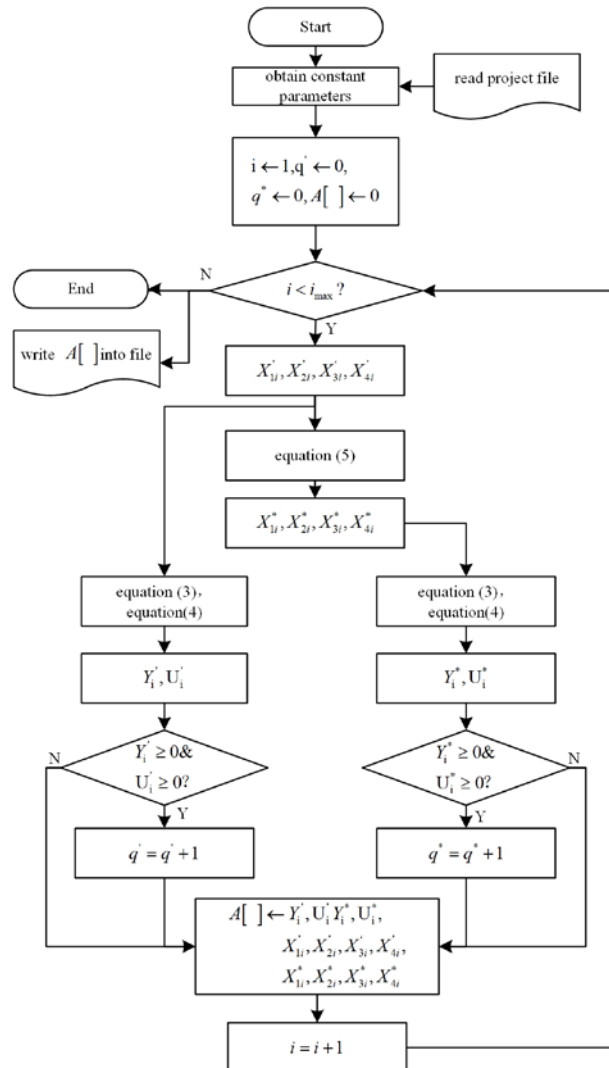 Start
obtain constant
parameters
read project file
i ← 1,q' ← 0,
q* ← 0, A[ ] ← 0
N
End
i < i_max ?
Y
write A[ ] into file
X'_1i, X'_2i, X'_3i, X'_4i
equation (5)
X*_1i, X*_2i, X*_3i, X*_4i
equation (3),
equation(4)
equation (3),
equation(4)
Y'_i, U'_i
Y*_i, U*_i
N
Y'_i ≥ 0&
U'_i ≥ 0?
Y
Y*_i ≥ 0&
U*_i ≥ 0?
N
Y
q' = q' +1
q* = q* +1
A[ ] ← Y'_i, U'_i Y*_i, U*_i,
X'_1i, X'_2i, X'_3i, X'_4i,
X*_1i, X*_2i, X*_3i, X*_4i
i = i +1